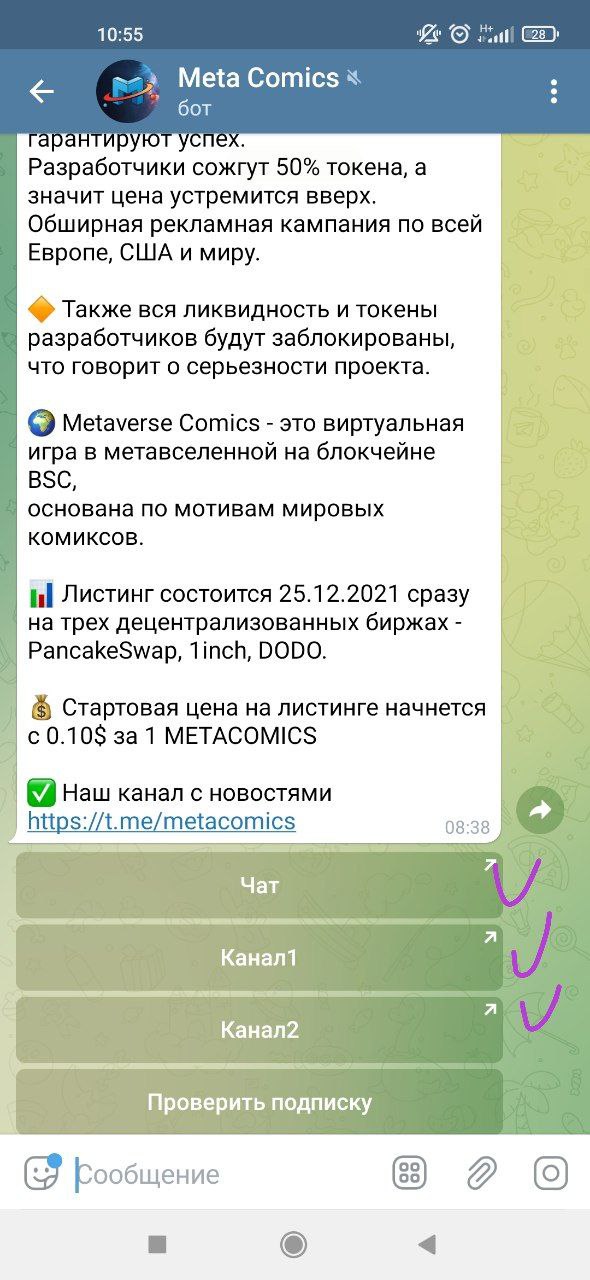 10:55
H+
28
Meta Comics
бот
гарантируют успех.
Разработчики сожгут 50% токена, а
значит цена устремится вверх.
Обширная рекламная кампания по всей
Европе, США и миру.
Также вся ликвидность и токены
разработчиков будут заблокированы,
что говорит о серьезности проекта.
Metaverse Comics - это виртуальная
игра в метавселенной на блокчейне
BSC,
основана по мотивам мировых
комиксов.
Листинг состоится 25.12.2021 сразу
на трех децентрализованных биржах -
PancakeSwap, 1inch, DODO.
Стартовая цена на листинге начнется
с 0.10$ за 1 METACOMICS
Наш канал с новостями
https://t.me/metacomics
08:38
Чат
Канал1
Канал2
Проверить подписку
Сообщение